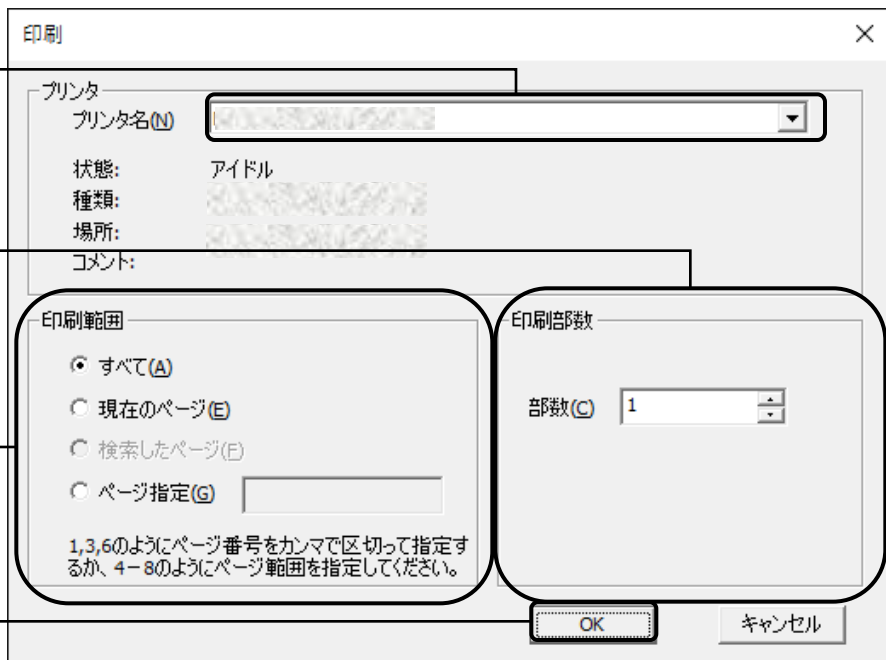 印刷
プリンタ
プリンタ名(N)
状態: アイドル
種類:
場所:
コメント:
印刷範囲
すべて(A)
現在のページ(E)
検索したページ(F)
ページ指定(G)
1,3,6のようにページ番号をカンマで区切って指定す
るか、4－8のようにページ範囲を指定してください。
印刷部数
部数(C) 1
OK キャンセル